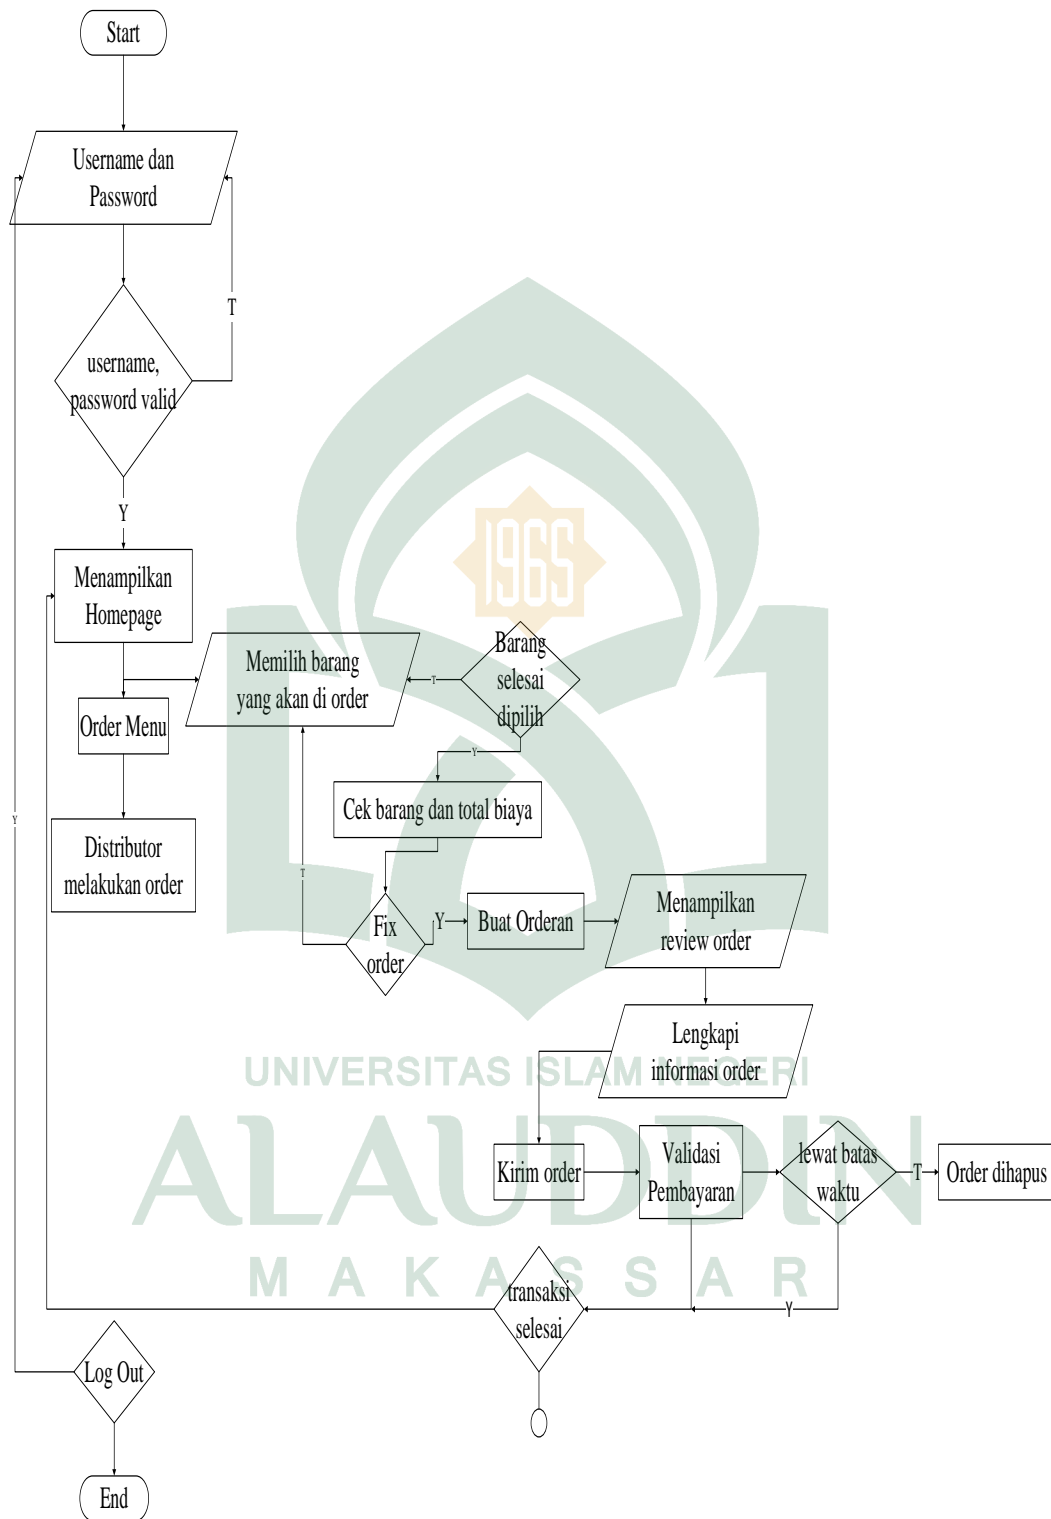 Start
Username dan
Password
T
username,
password valid
Y
1965
Menampilkan
Homepage
Memilih barang
yang akan di order
T
Barang
selesai
dipilih
Order Menu
Y
Cek barang dan total biaya
Y
Distributor
melakukan order
T
Fix
order
Y
Buat Orderan
Menampilkan
review order
Lengkapi
informasi order
UNIVERSITAS ISLAM NEGERI
ALAUDDIN
MAKASSAR
Kirim order
Validasi
Pembayaran
lewat batas
waktu
T
Order dihapus
transaksi
selesai
Y
Log Out
End